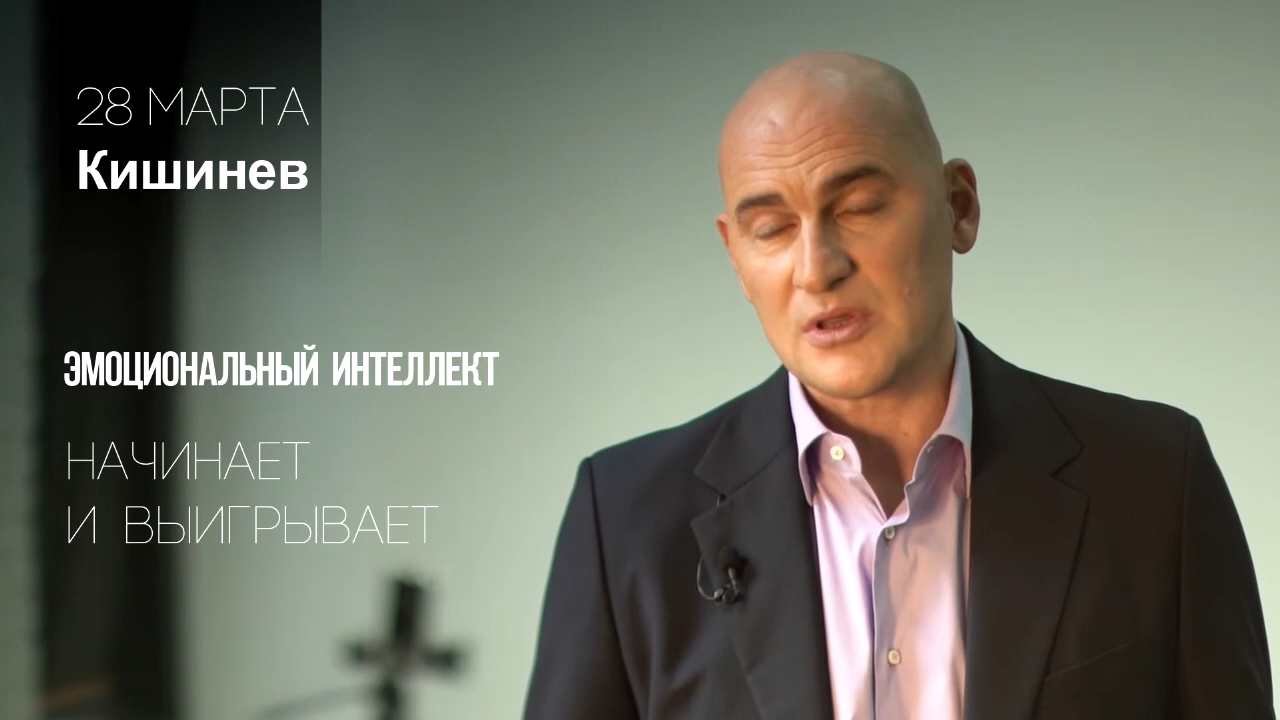 28 МАРТА
Кишинев
ЭМОЦИОНАЛЬНЫЙ ИНТЕЛЛЕКТ
НАЧИНАЕТ
И ВЫИГРЫВАЕТ